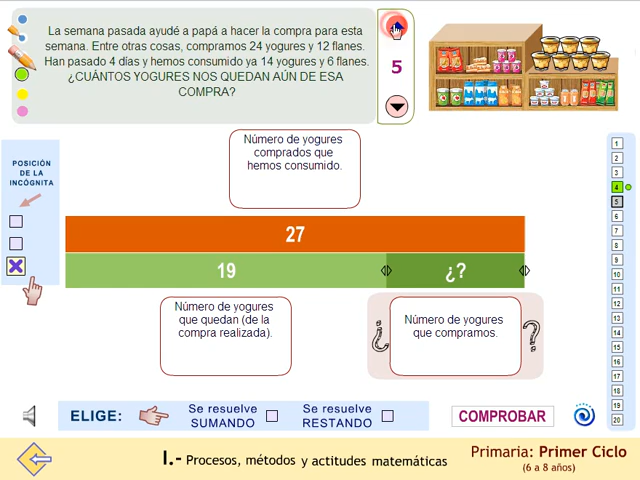 La semana pasada ayudé a papá a hacer la compra para esta
semana. Entre otras cosas, compramos 24 yogures y 12 flanes.
Han pasado 4 días y hemos consumido ya 14 yogures y 6 flanes.
¿CUÁNTOS YOGURES NOS QUEDAN AÚN DE ESA
COMPRA?
5
Número de yogures
comprados que
hemos consumido.
POSICIÓN
DE LA
INCÓGNITA
27
19
¿?
Número de yogures
que quedan (de la
compra realizada).
¿
Número de yogures
que compramos.
?
1
2
3
4
5
6
7
8
9
10
11
12
13
14
15
16
17
18
19
20
ELIGE:
Se resuelve
SUMANDO
Se resuelve
RESTANDO
COMPROBAR
I.- Procesos, métodos y actitudes matemáticas
Primaria: Primer Ciclo
(6 a 8 años)